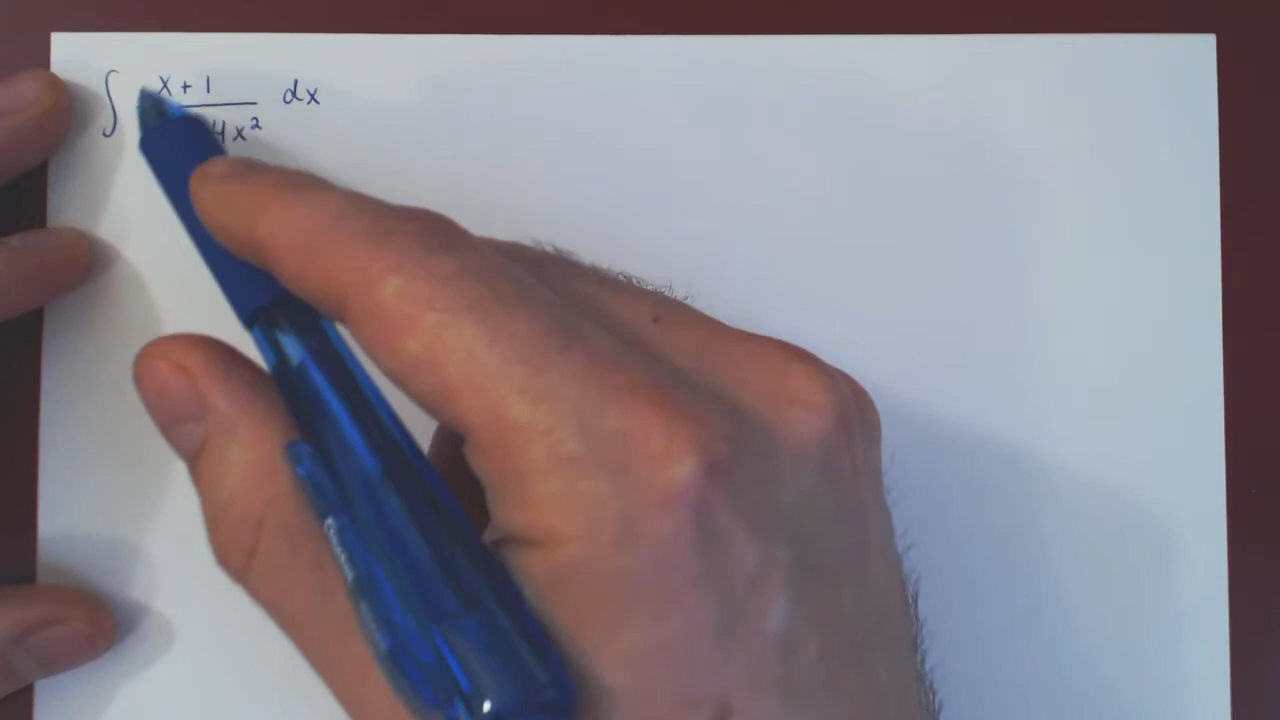 ∫ x + 1 dx
4x²